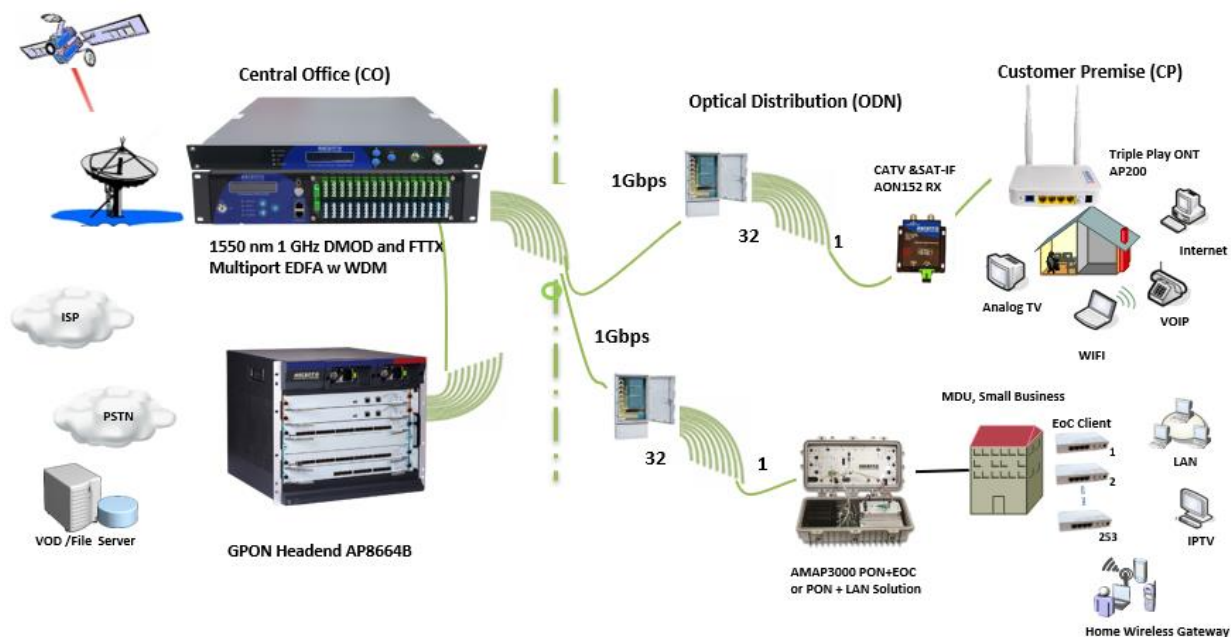 Central Office (CO)
Optical Distribution (ODN)
Customer Premise (CP)
1550 nm 1 GHz DMOD and FTTX
Multiport EDFA w WDM
1Gbps
32
1
CATV &SAT-IF
AON152 RX
Triple Play ONT
AP200
Internet
Analog TV
VOIP
WIFI
ISP
PSTN
VOD /File Server
GPON Headend AP8664B
1Gbps
32
1
AMAP3000 PON+EOC
or PON + LAN Solution
MDU, Small Business
EoC Client
1
2
253
LAN
IPTV
Home Wireless Gateway